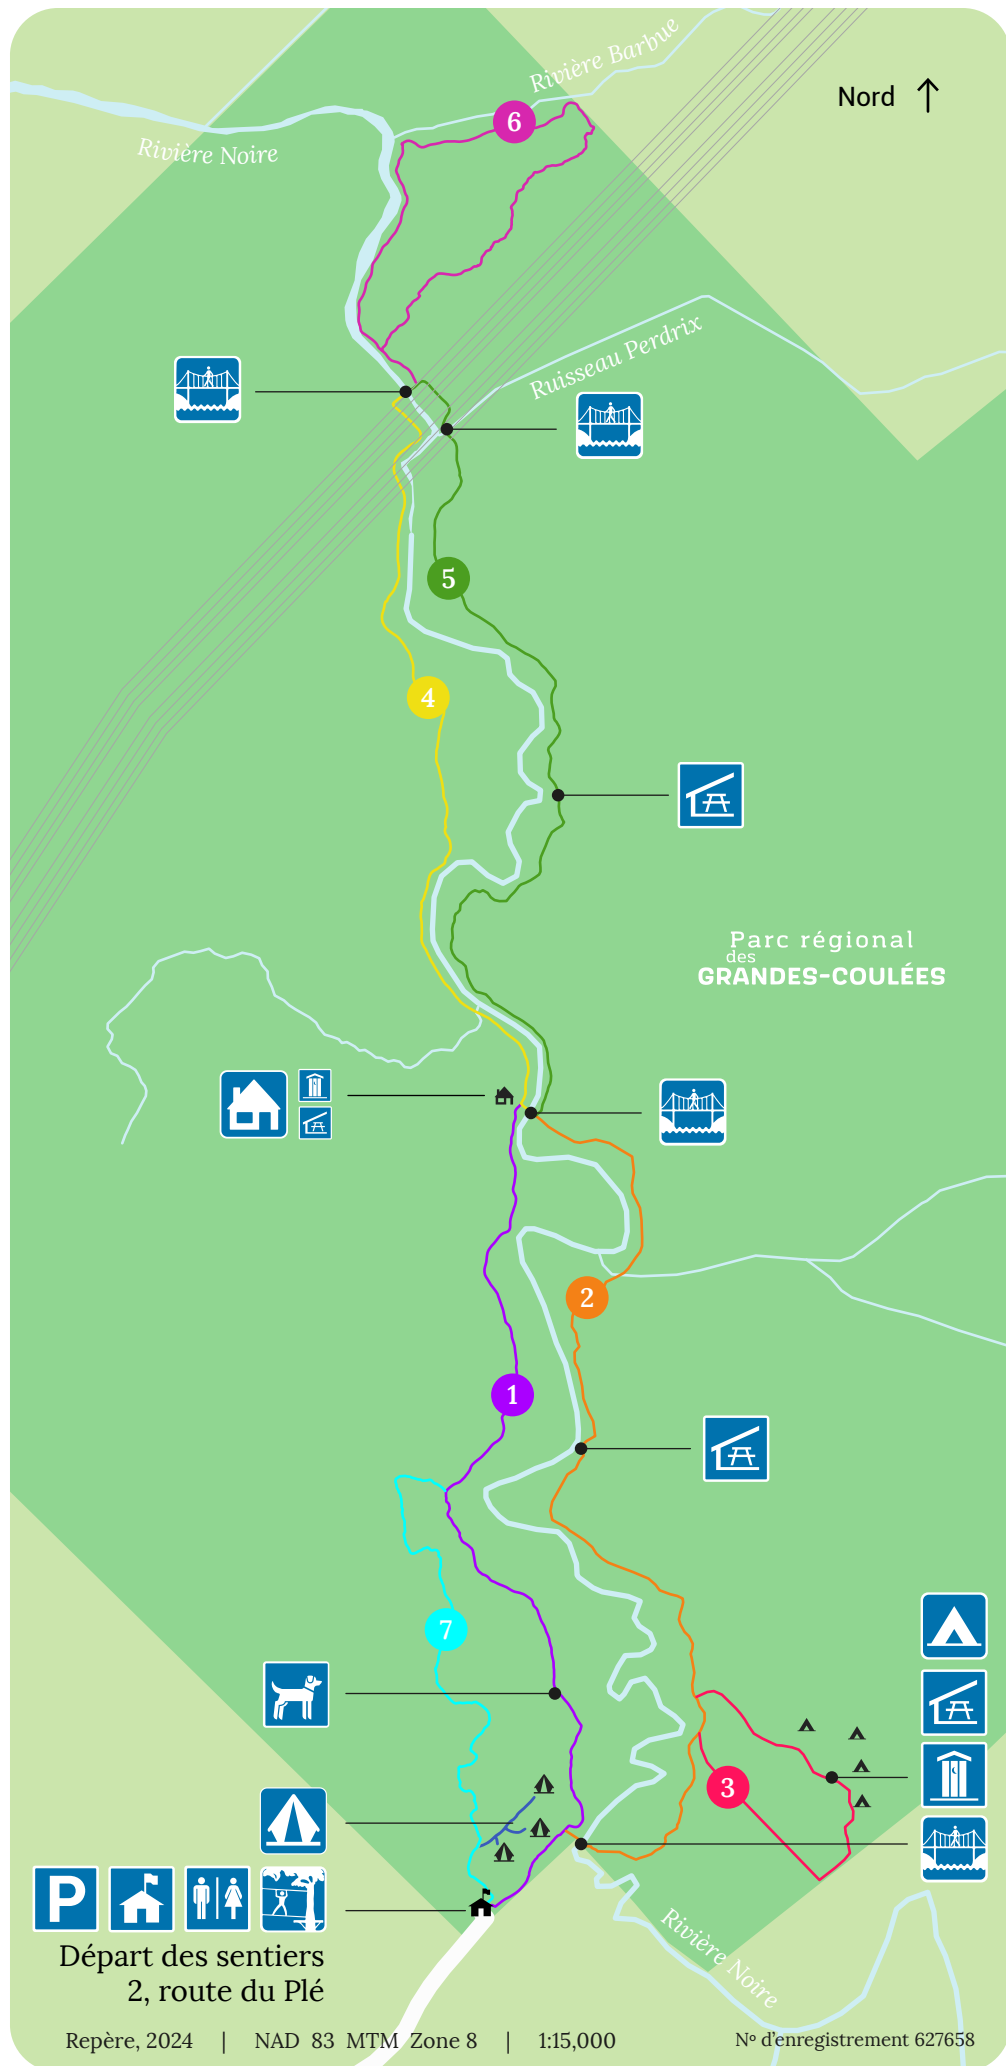 Rivière Barbue
Nord
6
Rivière Noire
Ruisseau Perdrix
5
4
Parc régional
des
GRANDES-COULÉES
2
1
7
3
P
Départ des sentiers
2, route du Plé
Rivière Noire
Repère, 2024 | NAD 83 MTM Zone 8 | 1:15,000
Nº d'enregistrement 627658